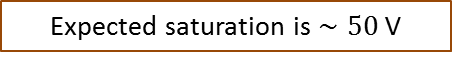 Expected saturation is ~ 50 V